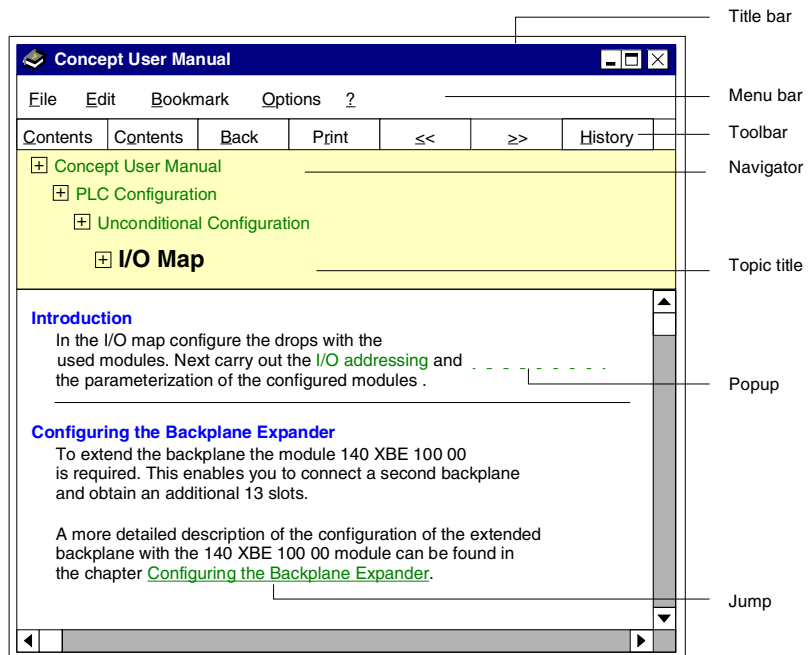 Title bar
Concept User Manual
File Edit Bookmark Options ?
Menu bar
Contents Contents Back Print << >> History
Toolbar
Concept User Manual
Navigator
PLC Configuration
Unconditional Configuration
I/O Map
Topic title
Introduction
In the I/O map configure the drops with the
used modules. Next carry out the I/O addressing and
the parameterization of the configured modules .
Popup
Configuring the Backplane Expander
To extend the backplane the module 140 XBE 100 00
is required. This enables you to connect a second backplane
and obtain an additional 13 slots.
A more detailed description of the configuration of the extended
backplane with the 140 XBE 100 00 module can be found in
the chapter Configuring the Backplane Expander.
Jump